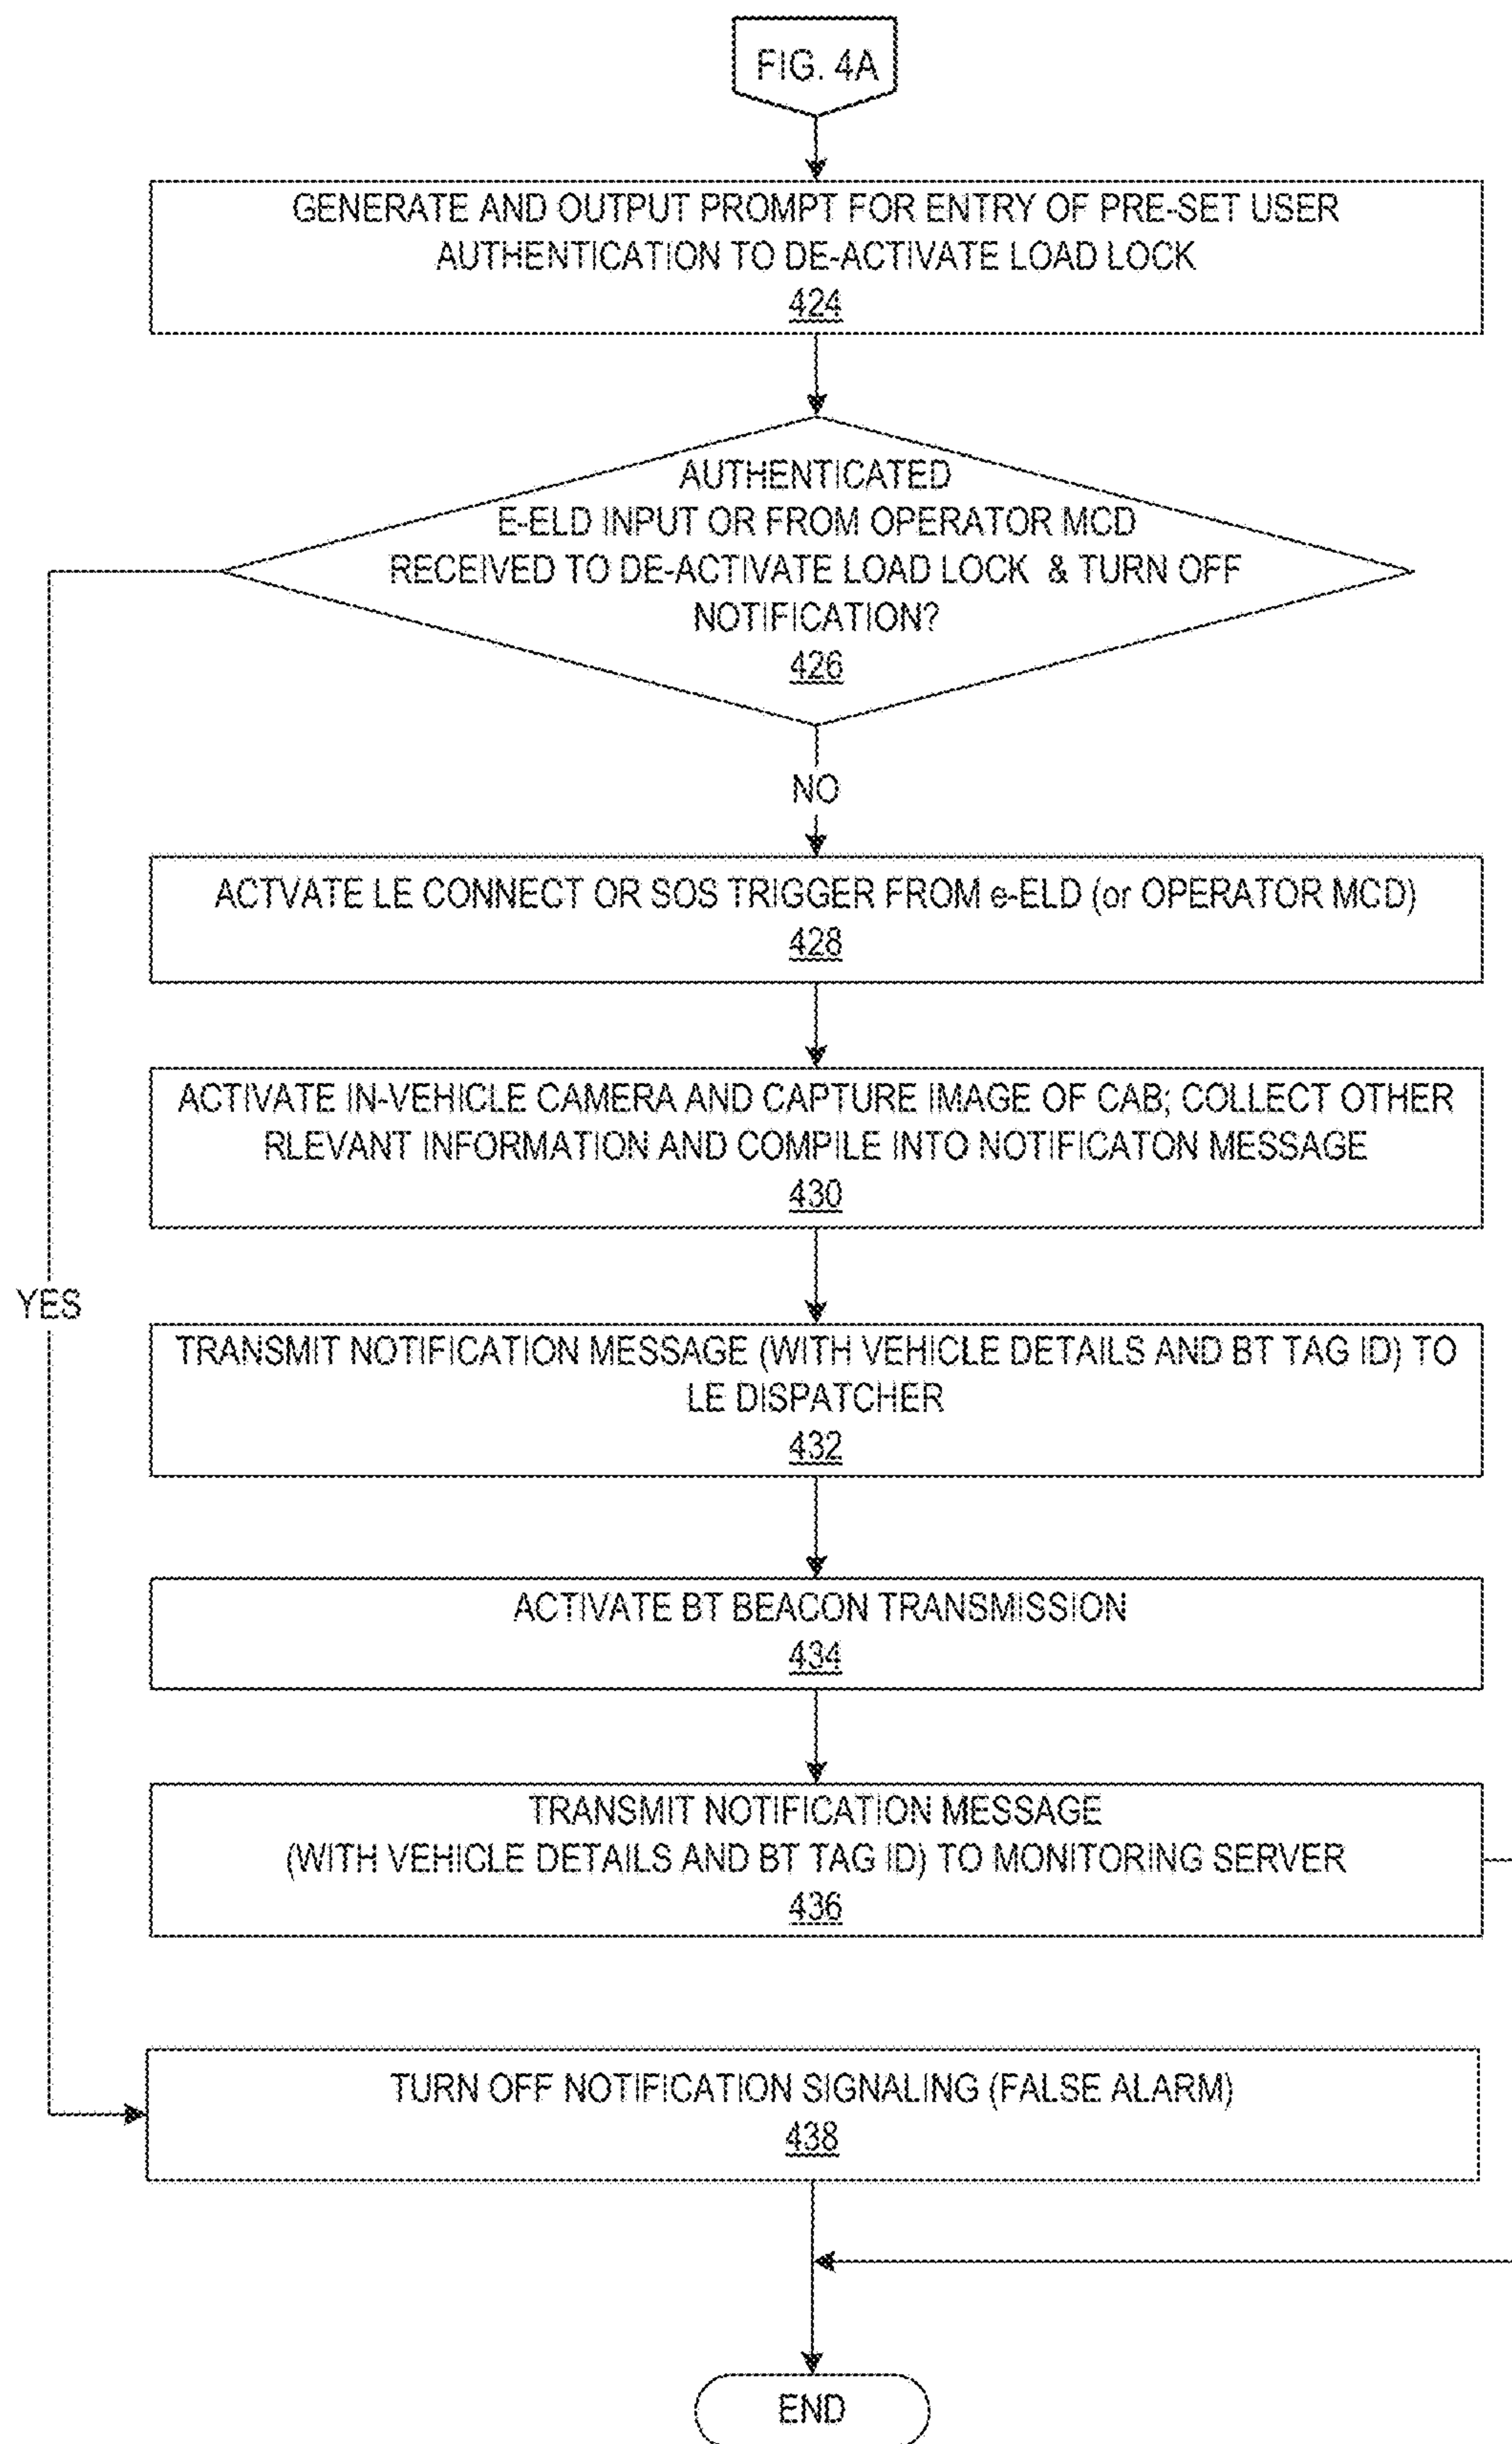 FIG. 4A
GENERATE AND OUTPUT PROMPT FOR ENTRY OF PRE-SET USER
AUTHENTICATION TO DE-ACTIVATE LOAD LOCK
424
AUTHENTICATED
E-ELD INPUT OR FROM OPERATOR MCD
RECEIVED TO DE-ACTIVATE LOAD LOCK & TURN OFF
NOTIFICATION?
426
NO
ACTVATE LE CONNECT OR SOS TRIGGER FROM e-ELD (or OPERATOR MCD)
428
ACTIVATE IN-VEHICLE CAMERA AND CAPTURE IMAGE OF CAB; COLLECT OTHER
RLEVANT INFORMATION AND COMPILE INTO NOTIFICATON MESSAGE
430
YES
TRANSMIT NOTIFICATION MESSAGE (WITH VEHICLE DETAILS AND BT TAG ID) TO
LE DISPATCHER
432
ACTIVATE BT BEACON TRANSMISSION
434
TRANSMIT NOTIFICATION MESSAGE
(WITH VEHICLE DETAILS AND BT TAG ID) TO MONITORING SERVER
436
TURN OFF NOTIFICATION SIGNALING (FALSE ALARM)
438
END